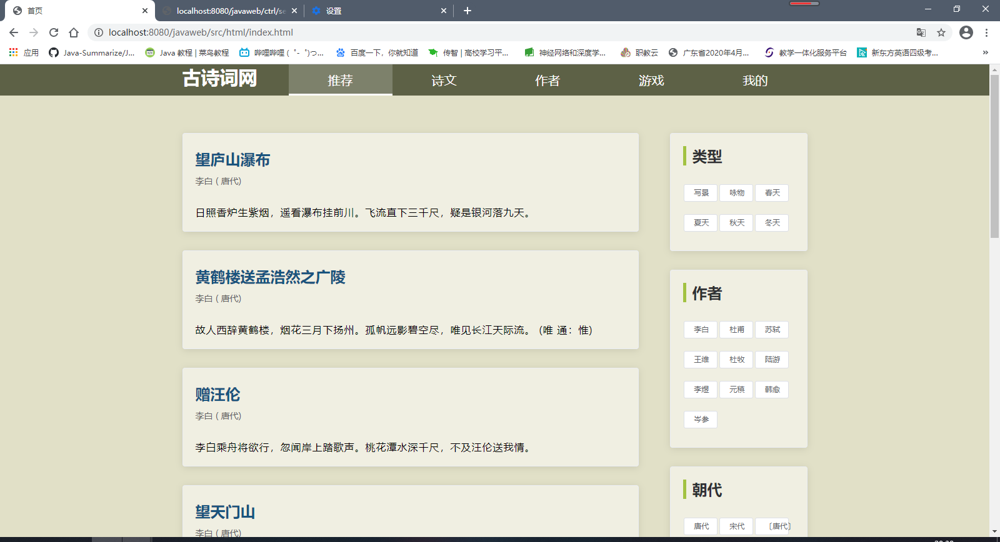 首页
localhost:8080/javaweb/ctrl/se
设置
localhost:8080/javaweb/src/html/index.html
应用
Java-Summarize/J...
Java 教程 | 菜鸟教程
哔哩哔哩 ( ゜- ゜)つ...
百度一下，你就知道
传智 | 高校学习平...
神经网络和深度学...
职教云
广东省2020年4月...
教学一体化服务平台
新东方英语四级考...
»
古诗词网
推荐
诗文
作者
游戏
我的
望庐山瀑布
李白 ( 唐代)
日照香炉生紫烟，遥看瀑布挂前川。飞流直下三千尺，疑是银河落九天。
黄鹤楼送孟浩然之广陵
李白 ( 唐代)
故人西辞黄鹤楼，烟花三月下扬州。孤帆远影碧空尽，唯见长江天际流。 (唯 通：惟)
赠汪伦
李白 ( 唐代)
李白乘舟将欲行，忽闻岸上踏歌声。桃花潭水深千尺，不及汪伦送我情。
望天门山
李白 ( 唐代)
类型
写景 咏物 春天
夏天 秋天 冬天
作者
李白 杜甫 苏轼
王维 杜牧 陆游
李煜 元稹 韩愈
岑参
朝代
唐代 宋代 〔唐代〕